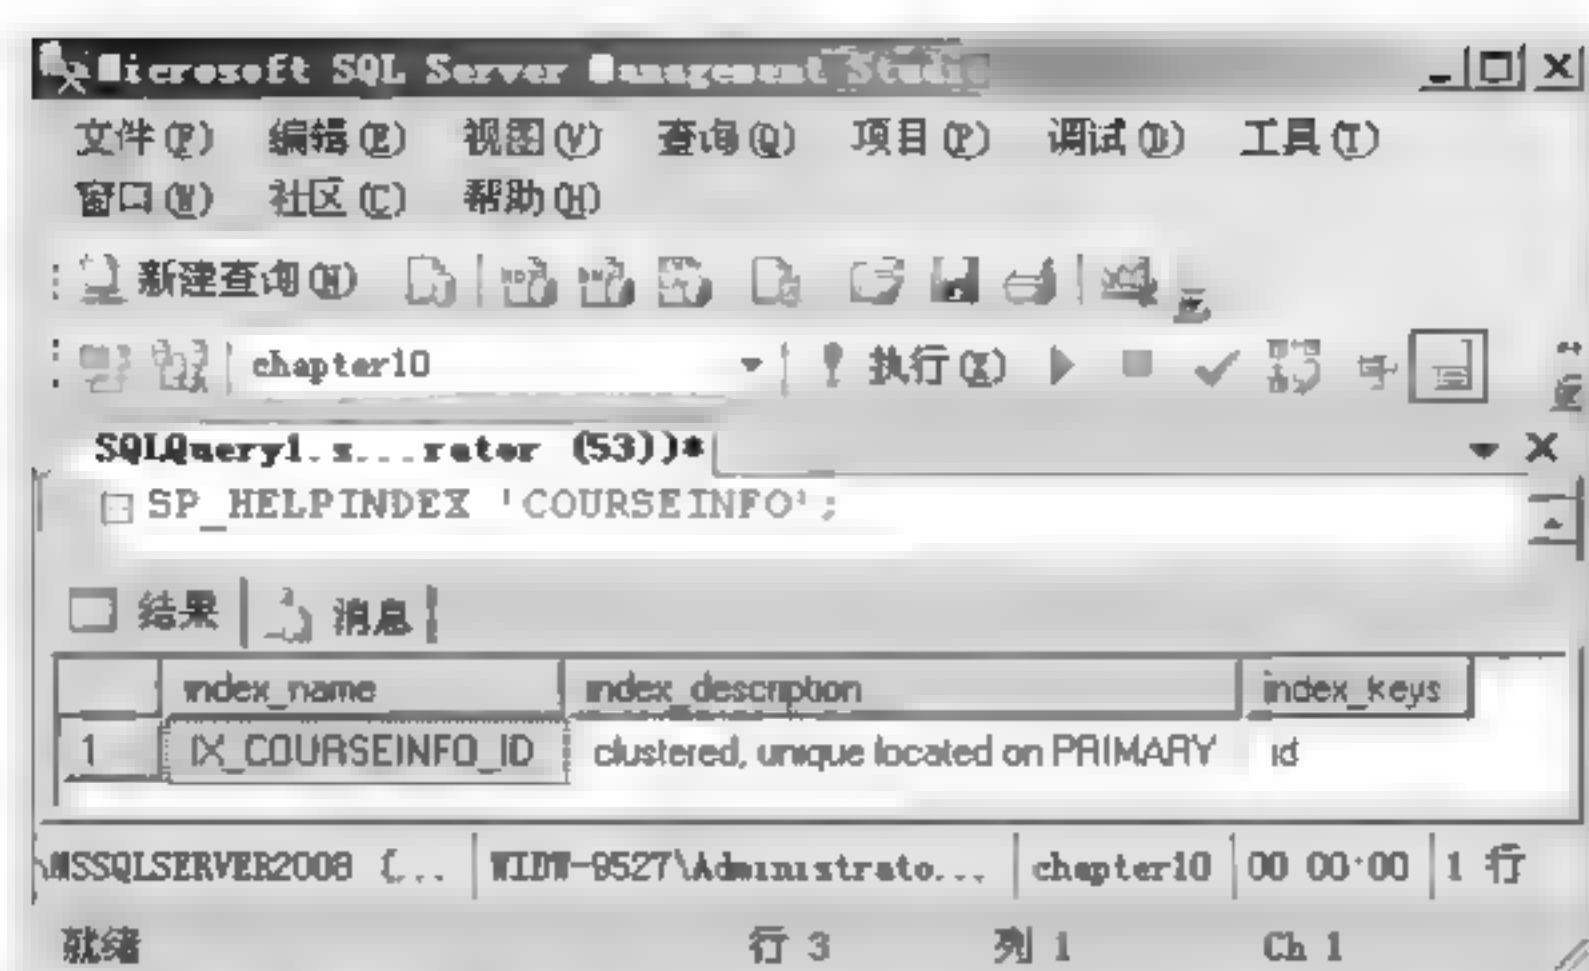 Microsoft SQL Server Management Studio
文件(F) 编辑(E) 视图(V) 查询(Q) 项目(P) 调试(D) 工具(T)
窗口(W) 社区(C) 帮助(H)
新建查询(N)
chapter10 执行(X)
SQLQuery1.s...rator (53))*
SP_HELPINDEX 'COURSEINFO';
结果 消息
index_name index_description index_keys
1 IX_COURSEINFO_ID clustered, unique located on PRIMARY id
\MSSQLSERVER2008 (... WIDW-9527\Administrato... chapter10 00:00:00 1 行
就绪 行 3 列 1 Ch 1